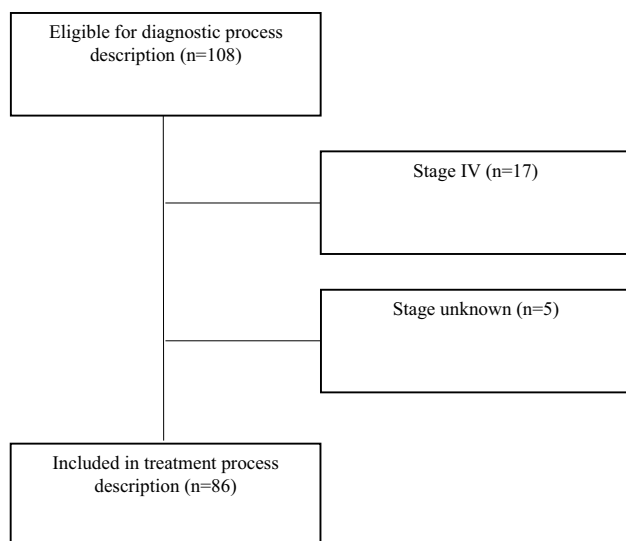 Eligible for diagnostic process
description (n=108)
Stage IV (n=17)
Stage unknown (n=5)
Included in treatment process
description (n=86)